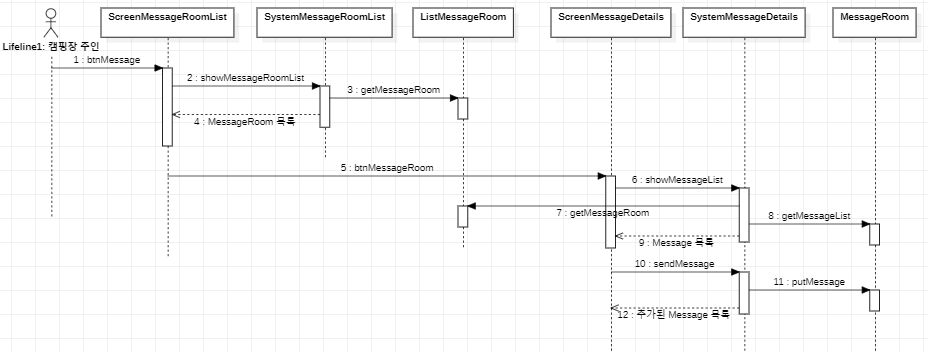 ScreenMessageRoomList
SystemMessageRoomList
ListMessageRoom
ScreenMessageDetails
SystemMessageDetails
MessageRoom
Lifeline1: 캠핑장 주인
1 : btnMessage
2 : showMessageRoomList
3 : getMessageRoom
4 : MessageRoom 목록
5 : btnMessageRoom
6 : showMessageList
7 : getMessageRoom
8 : getMessageList
9 : Message 목록
10 : sendMessage
11 : putMessage
12 : 추가된 Message 목록